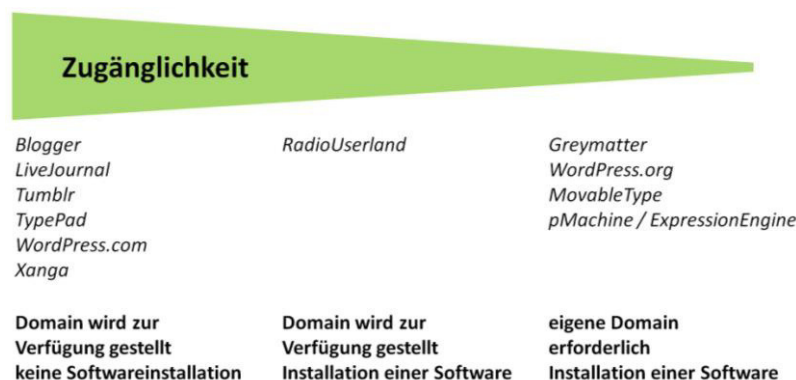 Zugänglichkeit
Blogger
LiveJournal
Tumblr
TypePad
WordPress.com
Xanga
RadioUserland
Greymatter
WordPress.org
MovableType
pMachine / ExpressionEngine
Domain wird zur
Verfügung gestellt
keine Softwareinstallation
Domain wird zur
Verfügung gestellt
Installation einer Software
eigene Domain
erforderlich
Installation einer Software